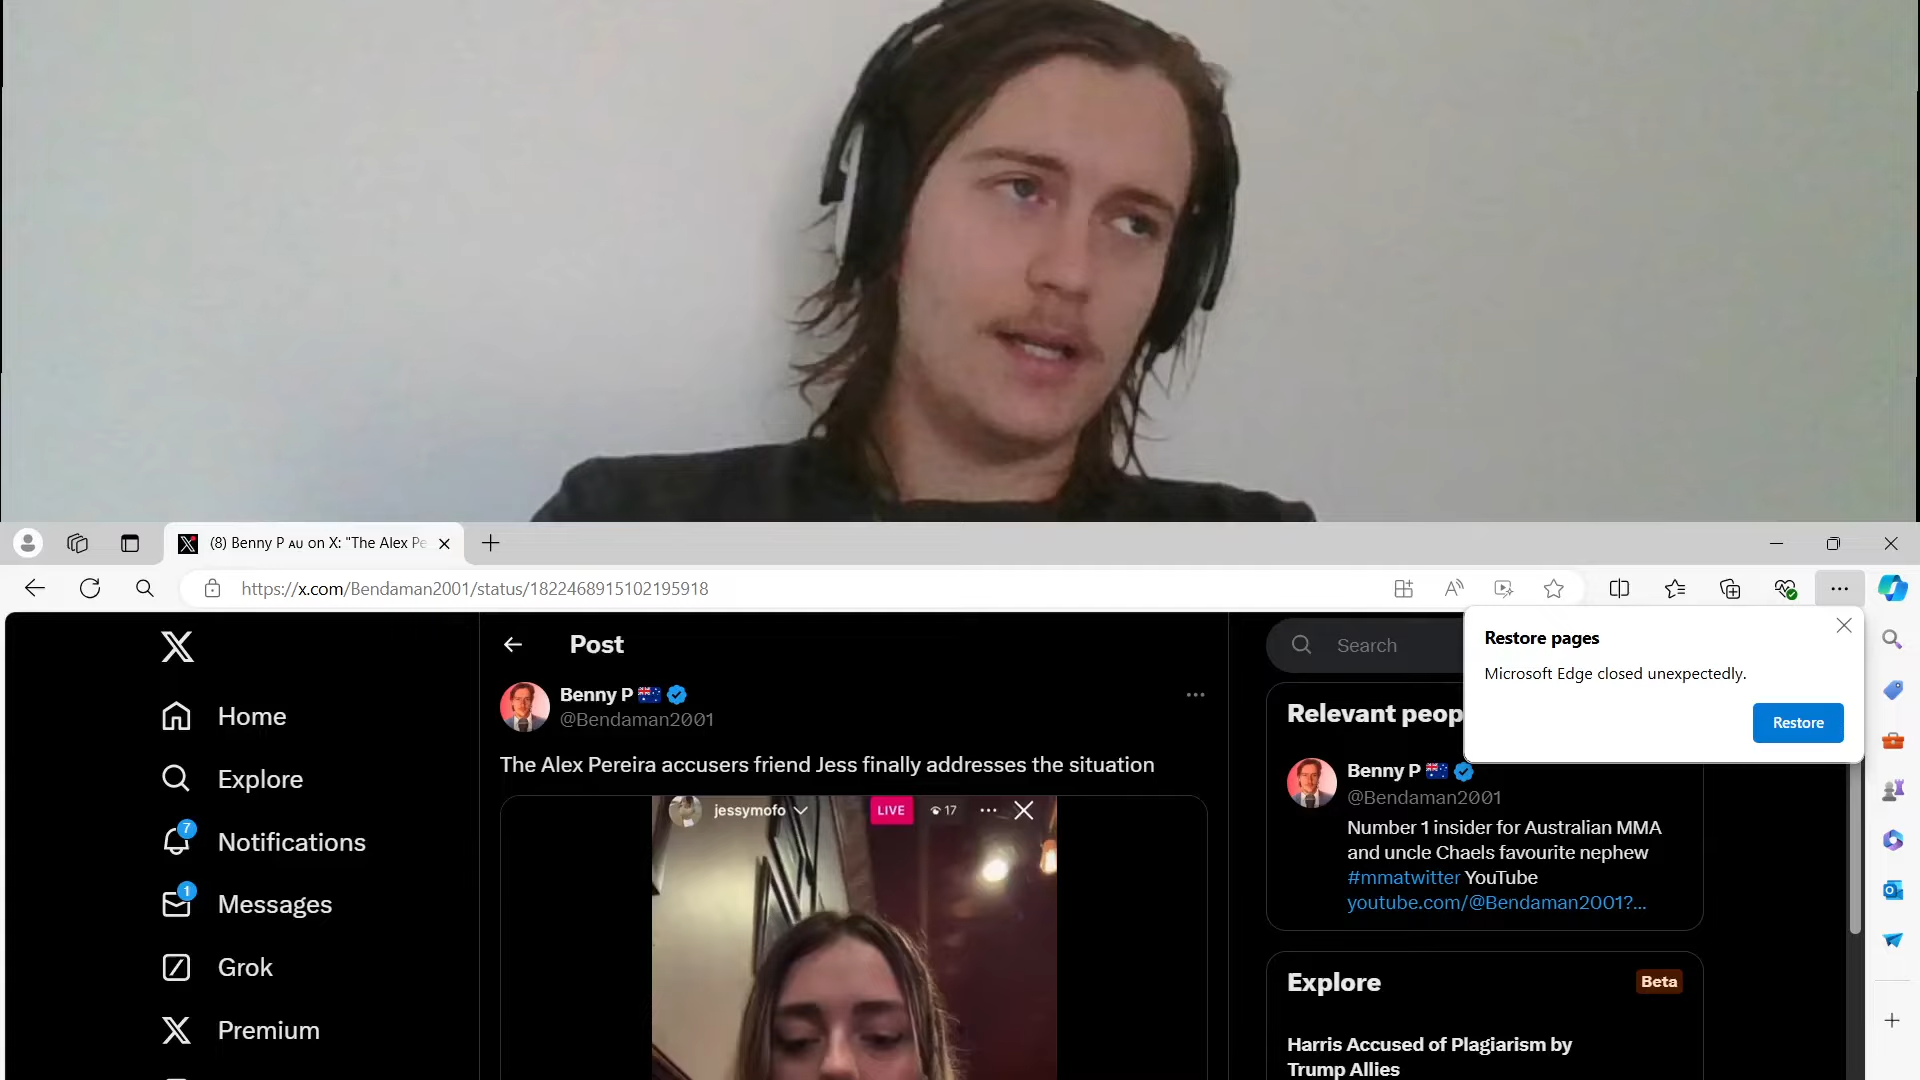 (8) Benny P AU on X: "The Alex Pe
https://x.com/Bendaman2001/status/1822468915102195918
Restore pages
Microsoft Edge closed unexpectedly.
Restore
Home
Explore
7
Notifications
1
Messages
Grok
Premium
Post
Benny P
@Bendaman2001
The Alex Pereira accusers friend Jess finally addresses the situation
jessymofo
LIVE
17
Search
Relevant peop
Benny P
@Bendaman2001
Number 1 insider for Australian MMA
and uncle Chaels favourite nephew
#mmatwitter YouTube
youtube.com/@Bendaman2001?...
Explore
Beta
Harris Accused of Plagiarism by
Trump Allies